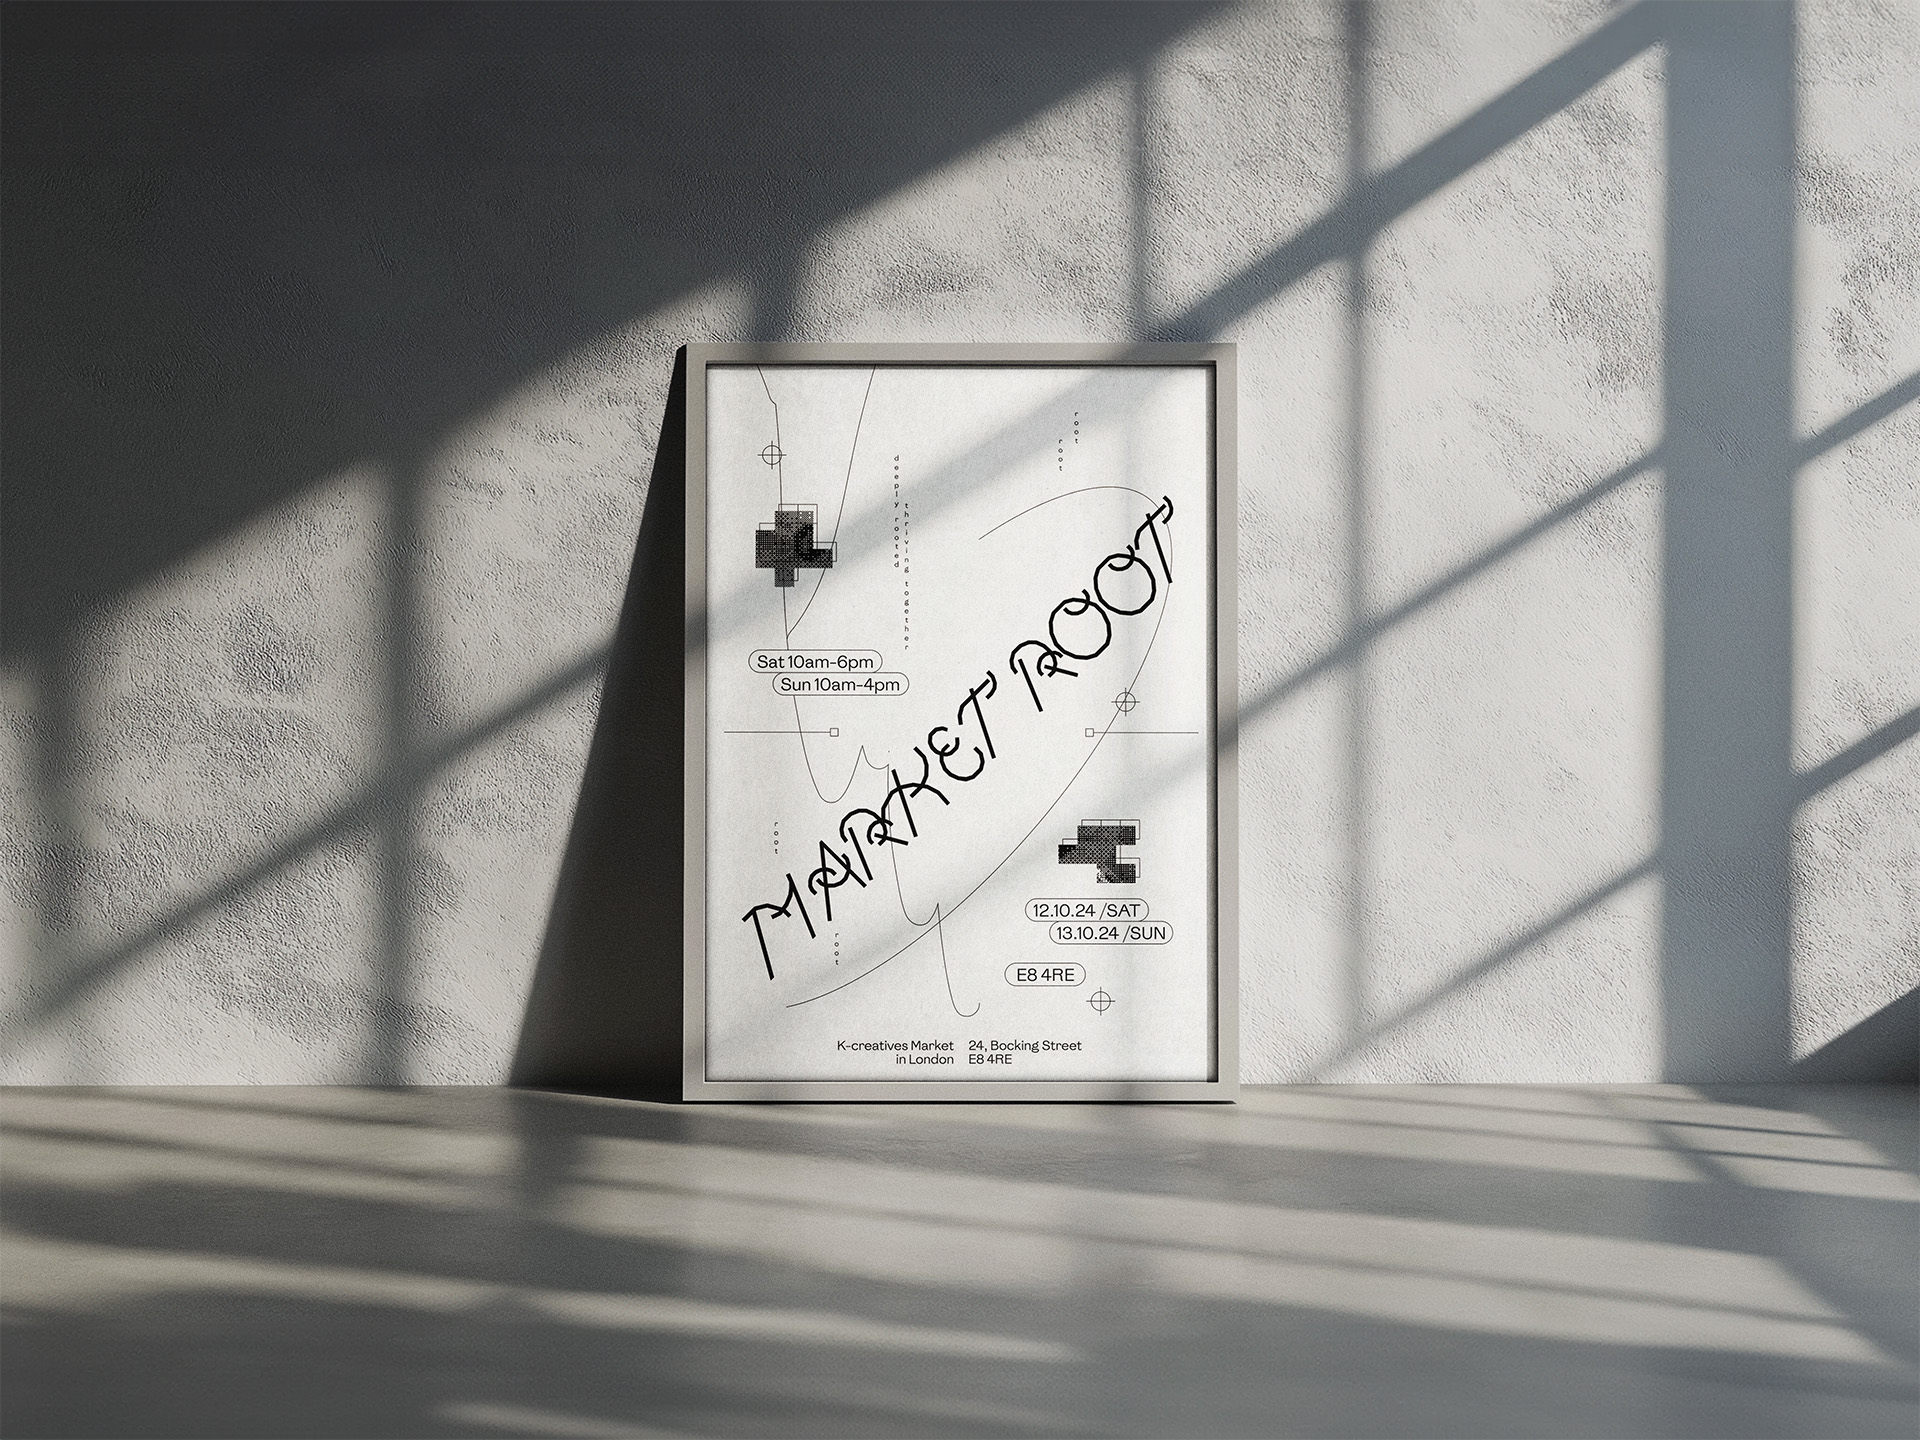 root
root
deeply rooted
thriving together
MARKET ROOT
Sat 10am-6pm
Sun 10am-4pm
root
root
12.10.24 /SAT
13.10.24 /SUN
E8 4RE
K-creatives Market
in London
24, Bocking Street
E8 4RE